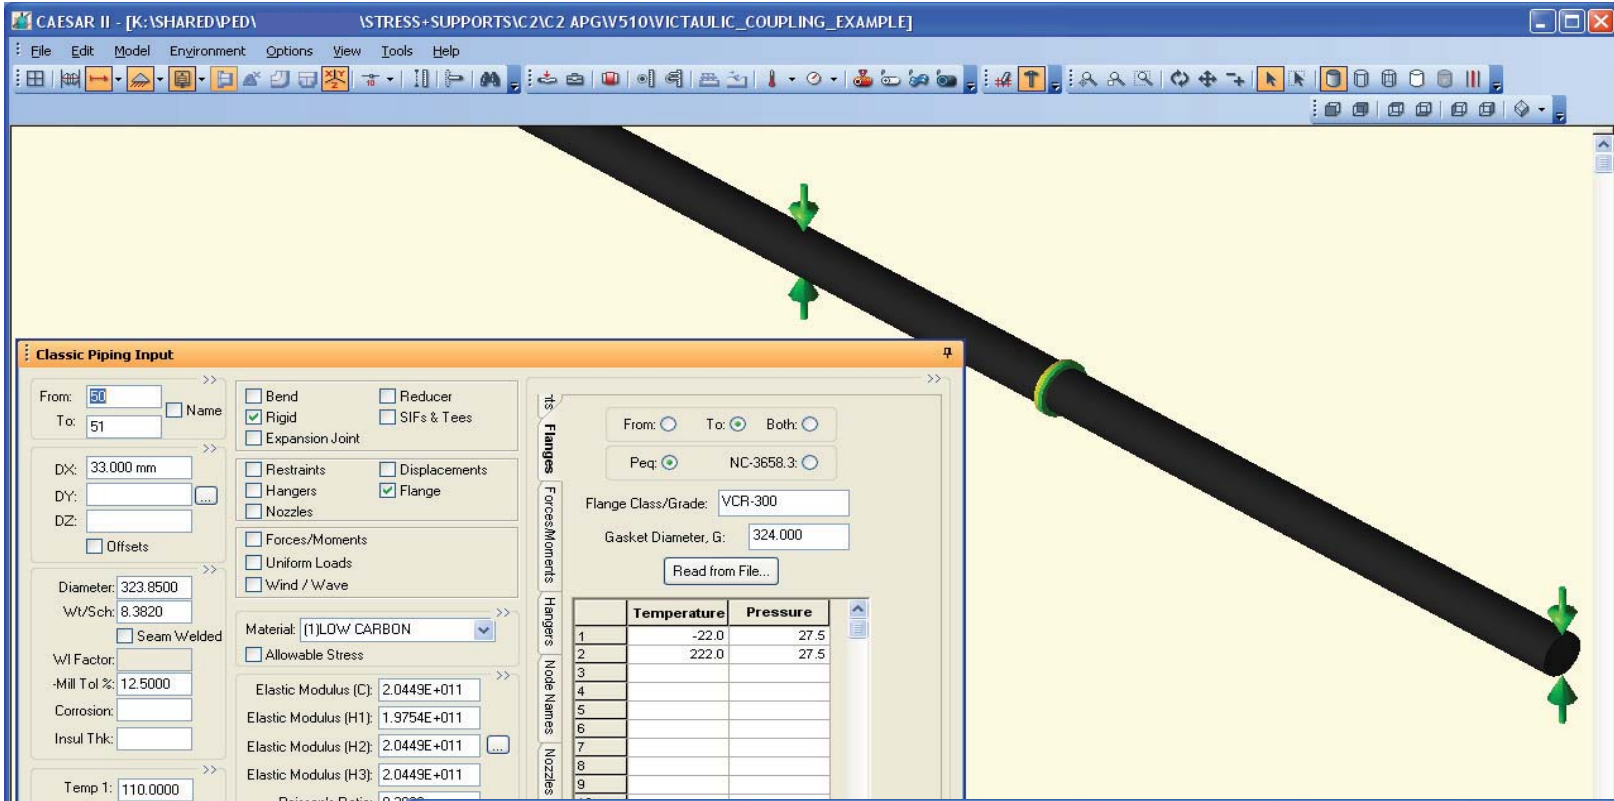 CAESAR II - [K:\SHARED\PED\ \STRESS+SUPPORTS\C2\C2 APG\V510\VICTAULIC_COUPLING_EXAMPLE]
File Edit Model Environment Options View Tools Help
Classic Piping Input
From: 50
To: 51
Name
DX: 33.000 mm
DY:
...
DZ:
Offsets
Diameter: 323.8500
Wt/Sch: 8.3820
Seam Welded
Wl Factor:
-Mill Tol %: 12.5000
Corrosion:
Insul Thk:
Temp 1: 110.0000
Bend
Reducer
Rigid
SIFs & Tees
Expansion Joint
Restraints
Displacements
Hangers
Flange
Nozzles
Forces/Moments
Uniform Loads
Wind / Wave
Material: (1)LOW CARBON
Allowable Stress
Elastic Modulus (C): 2.0449E+011
Elastic Modulus (H1): 1.9754E+011
Elastic Modulus (H2): 2.0449E+011
...
Elastic Modulus (H3): 2.0449E+011
ts
Flanges
Forces/Moments
Hangers
Node Names
Nozzles
From: To: Both:
Peq: NC-3658.3:
Flange Class/Grade: VCR-300
Gasket Diameter, G: 324.000
Read from File...
Temperature Pressure
1 -22.0 27.5
2 222.0 27.5
3
4
5
6
7
8
9